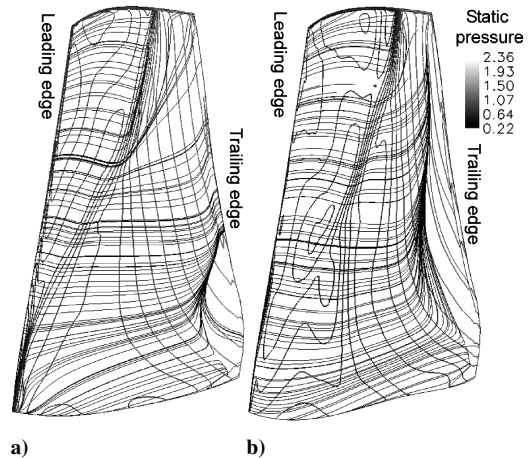 Leading edge
Trailing edge
a)
Leading edge
Trailing edge
b)
Static
pressure
2.36
1.93
1.50
1.07
0.64
0.22